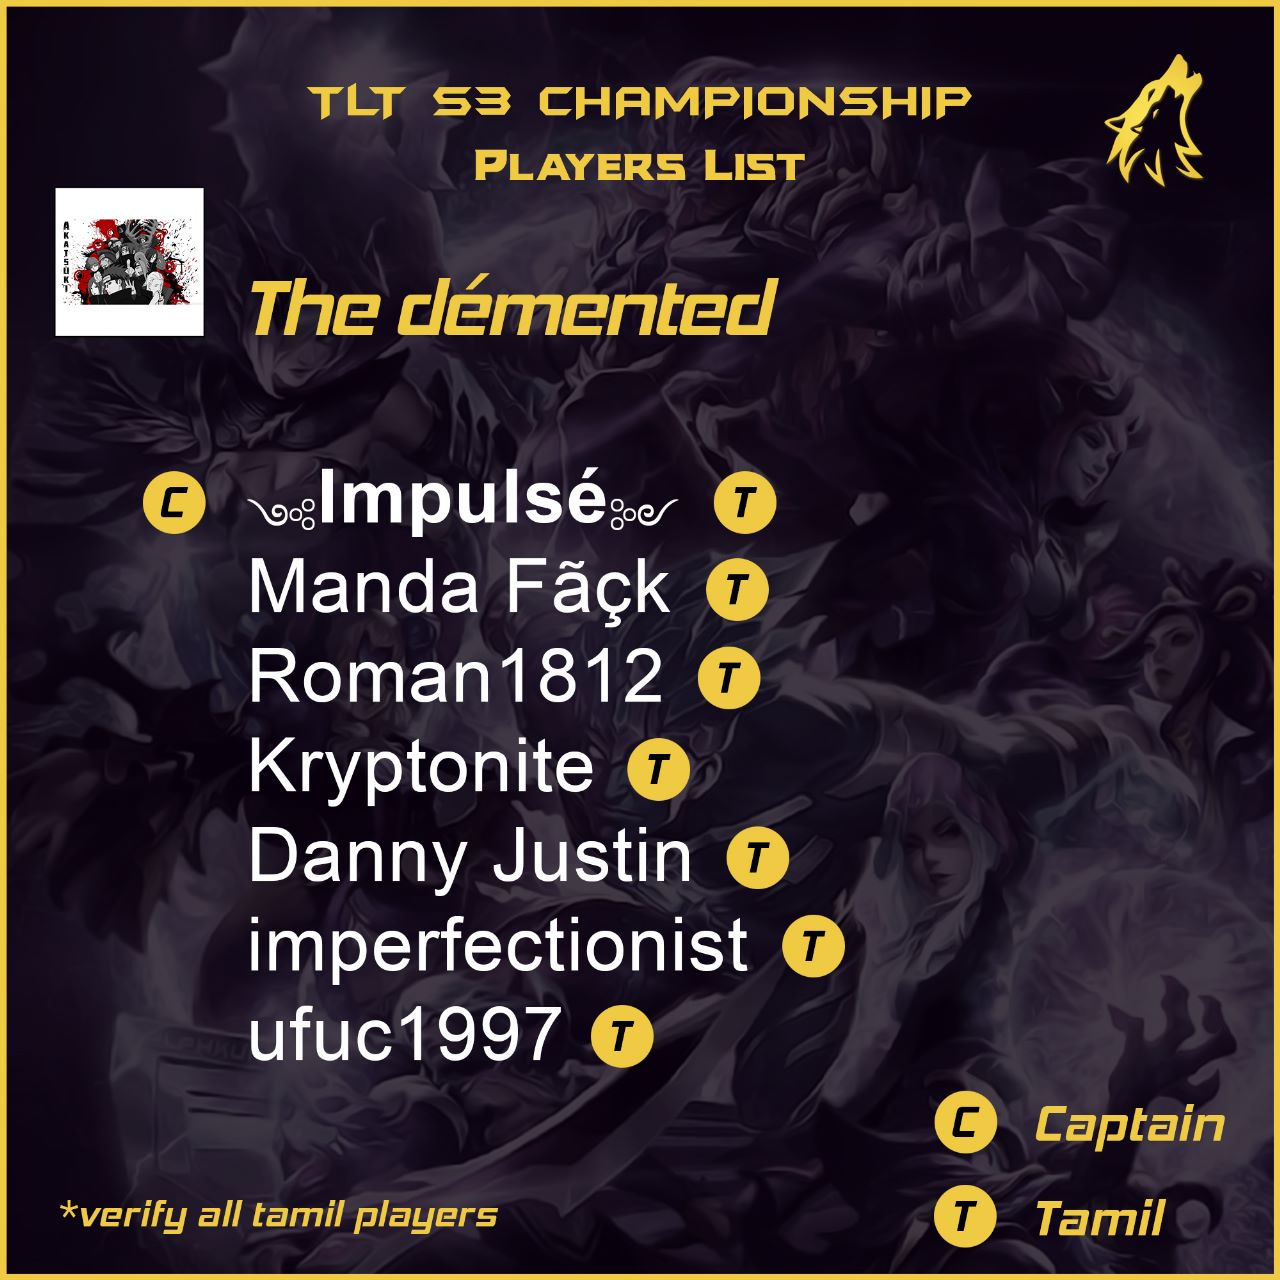 TLT S3 CHAMPIONSHIP
PLAYERS LIST
AKATSUKI
The démented
C ༺Impulsé༻ T
Manda Fãçk T
Roman1812 T
Kryptonite T
Danny Justin T
imperfectionist T
ufuc1997 T
C Captain
T Tamil
*verify all tamil players